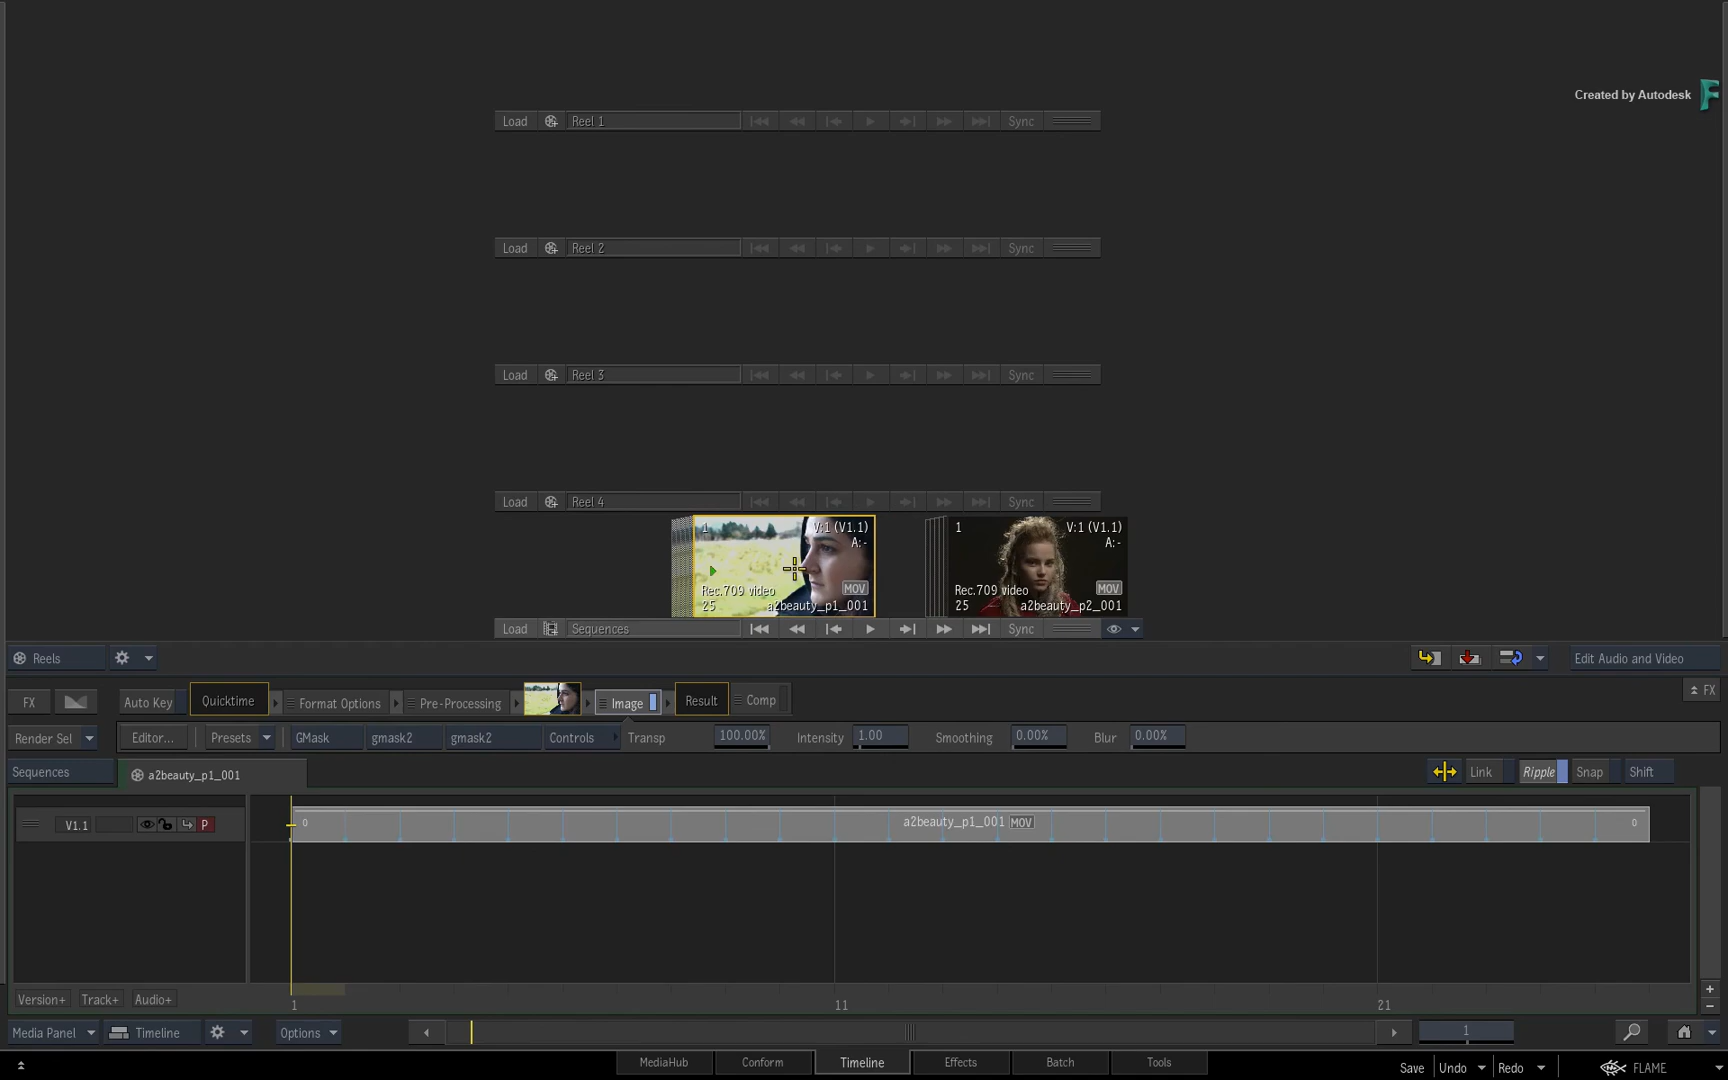 Created by Autodesk
Load Reel 1 Sync
Load Reel 2 Sync
Load Reel 3 Sync
Load Reel 4 Sync
1 V:1 (V1.1)
A:-
Rec.709 video MOV
25 a2beauty_p1_001
1 V:1 (V1.1)
A:-
Rec.709 video MOV
25 a2beauty_p2_001
Load Sequences Sync
Reels Edit Audio and Video
FX Auto Key Quicktime Format Options Pre-Processing Image Result Comp FX
Render Sel Editor... Presets GMask gmask2 gmask2 Controls Transp 100.00% Intensity 1.00 Smoothing 0.00% Blur 0.00%
Sequences a2beauty_p1_001 Link Ripple Snap Shift
V1.1 P 0 a2beauty_p1_001 MOV 0
Version+ Track+ Audio+
1 11 21
Media Panel Timeline Options 1
MediaHub Conform Timeline Effects Batch Tools
Save Undo Redo FLAME